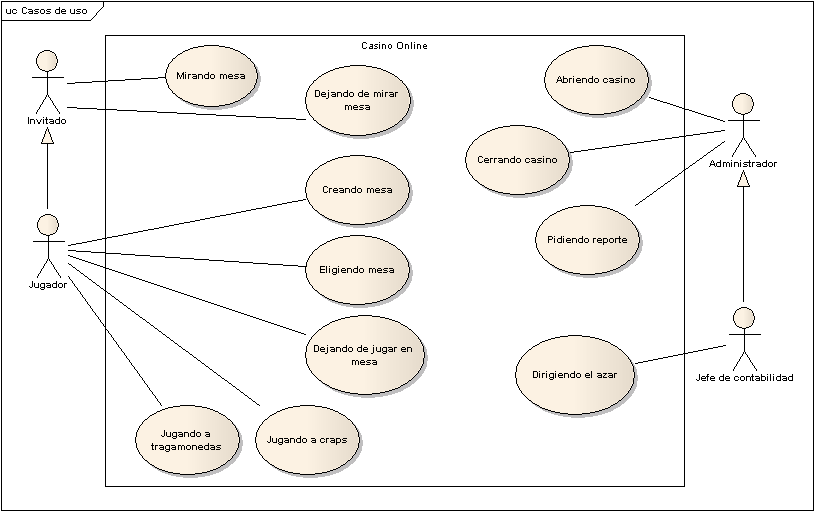 uc Casos de uso
Casino Online
Mirando mesa
Dejando de mirar
mesa
Invitado
Creando mesa
Eligiendo mesa
Dejando de jugar en
mesa
Jugador
Jugando a
tragamonedas
Jugando a craps
Abriendo casino
Cerrando casino
Administrador
Pidiendo reporte
Dirigiendo el azar
Jefe de contabilidad